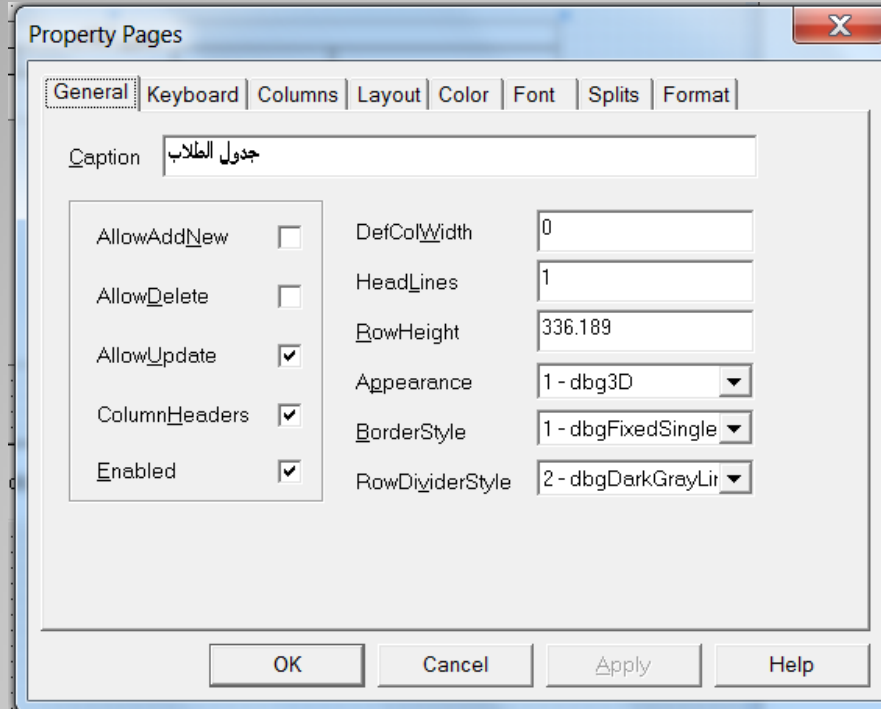 Property Pages
General Keyboard Columns Layout Color Font Splits Format
Caption جدول الطلاب
AllowAddNew DefColWidth 0
AllowDelete HeadLines 1
AllowUpdate RowHeight 336.189
ColumnHeaders Appearance 1 - dbg3D
Enabled BorderStyle 1 - dbgFixedSingle
RowDividerStyle 2 - dbgDarkGrayLir
OK Cancel Apply Help